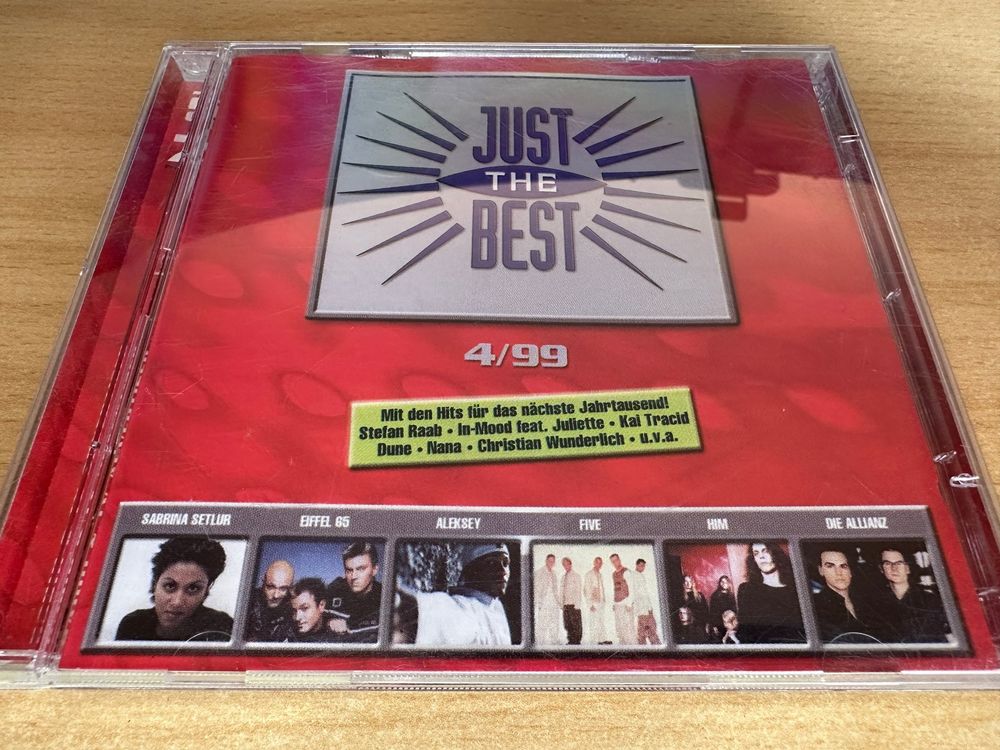 JUST
THE
BEST
4/99
Mit den Hits für das nächste Jahrtausend!
Stefan Raab • In-Mood feat. Juliette • Kai Tracid
Dune • Nana • Christian Wunderlich • u.v.a.
SABRINA SETLUR EIFFEL 65 ALEKSEY FIVE HIM DIE ALLIANZ